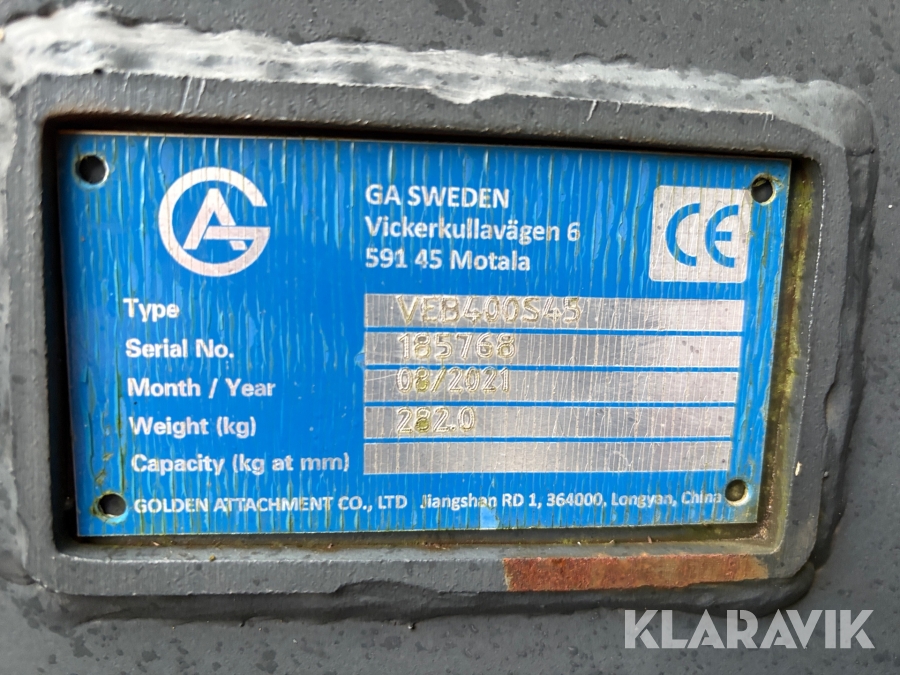 GA
GA SWEDEN
Vickerkullavägen 6
591 45 Motala
CE
Type VEB400S45
Serial No. 185768
Month / Year 08/2021
Weight (kg) 282.0
Capacity (kg at mm)
GOLDEN ATTACHMENT CO., LTD Jiangshan RD 1, 364000, Longyan, China
KLARAVIK